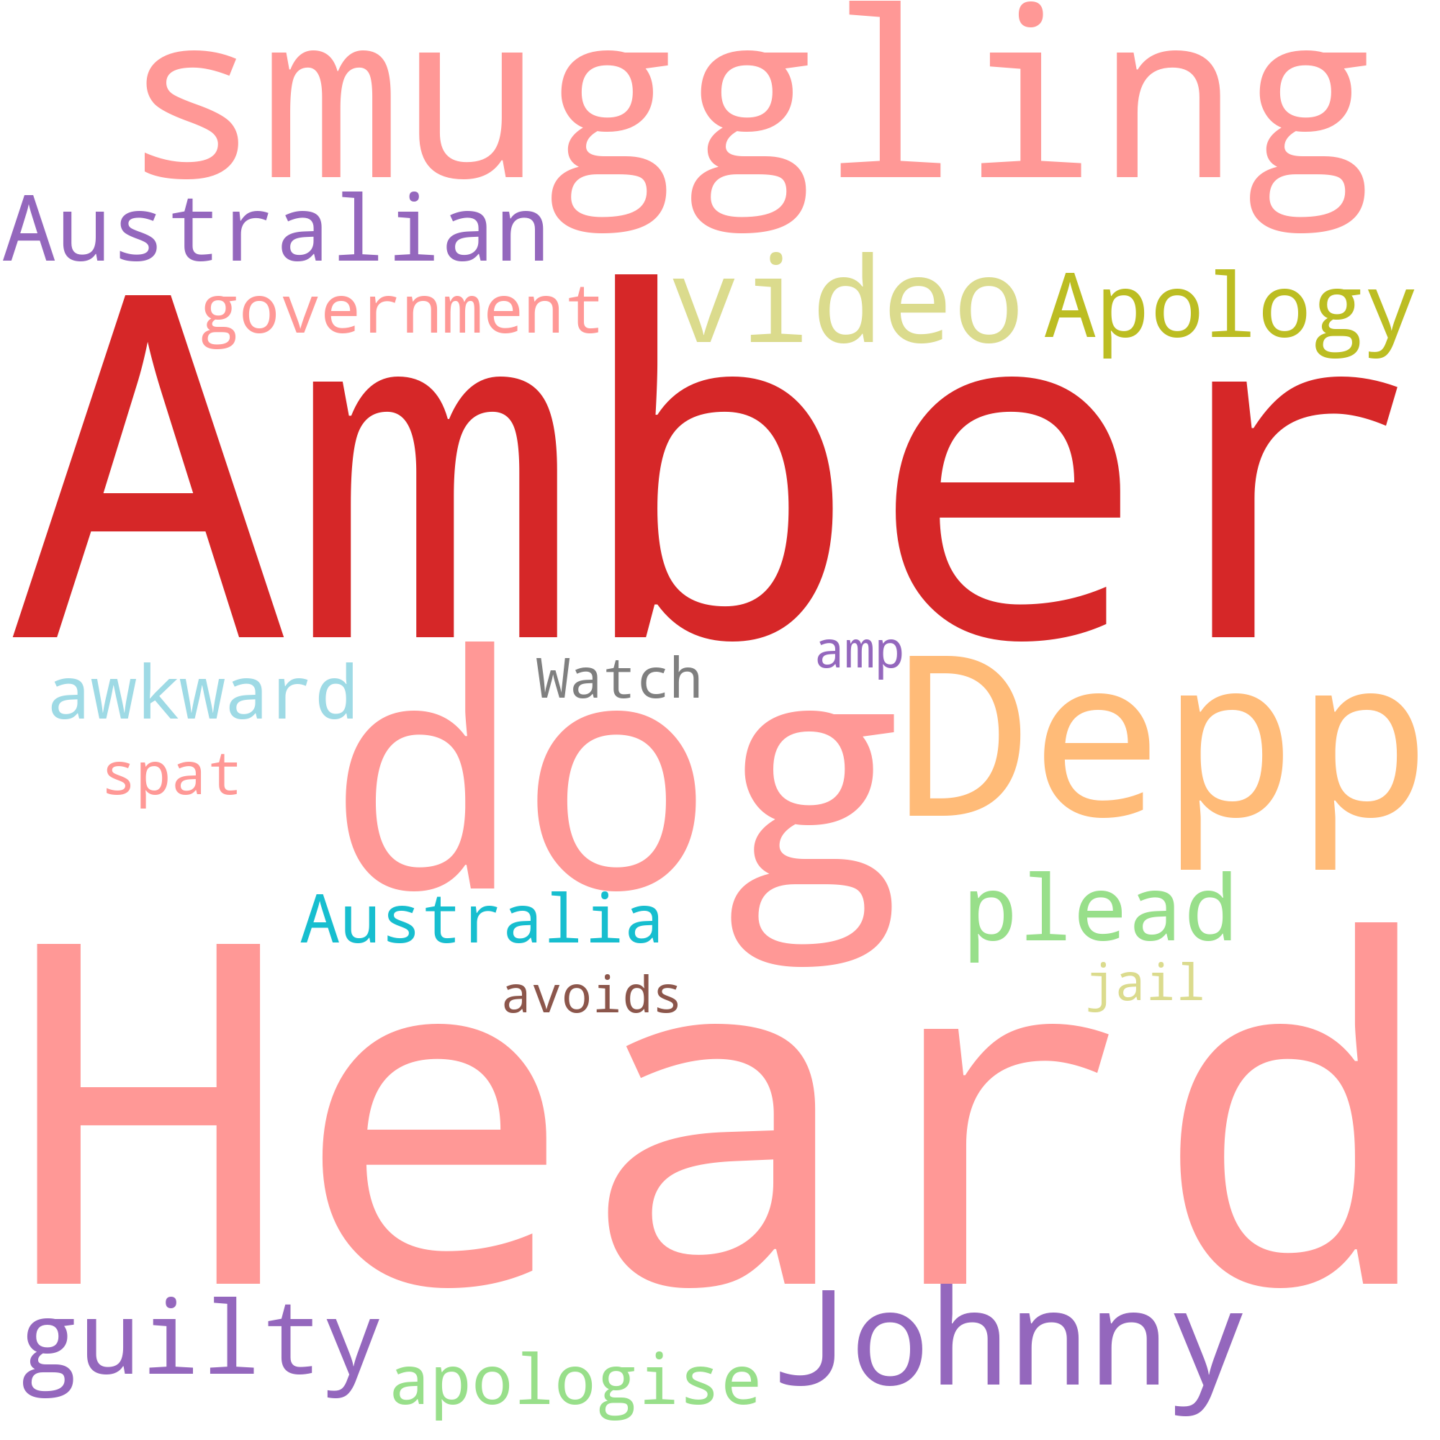 smuggling
Australian
government
video
Apology
Amber
awkward
Watch
amp
dog
Depp
spat
Australia
plead
avoids
jail
Heard
guilty
apologise
Johnny